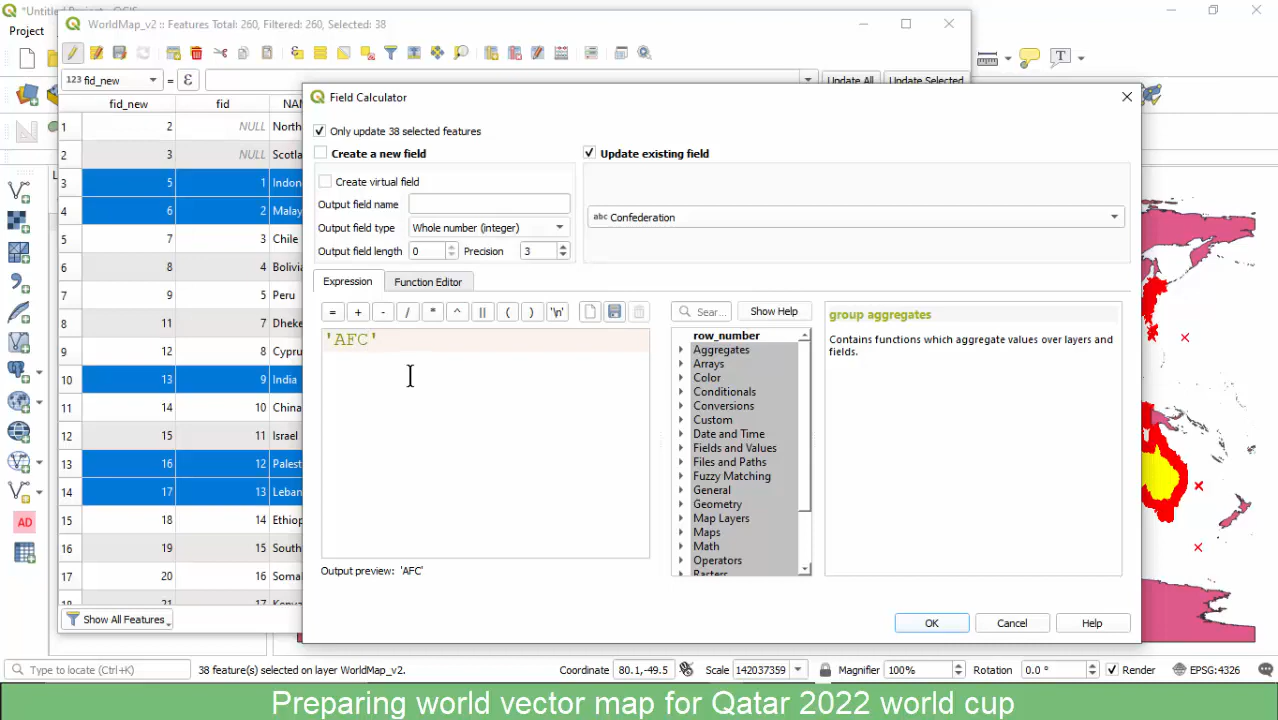 WorldMap_v2 :: Features Total: 260, Filtered: 260, Selected: 38
Project
123 fid_new = ε Update All Update Selected
fid_new fid
1 2 NULL North
2 3 NULL Scotla
3 5 1 Indon
4 6 2 Malay
5 7 3 Chile
6 8 4 Bolivi
7 9 5 Peru
8 11 7 Dheke
9 12 8 Cypru
10 13 9 India
11 14 10 China
12 15 11 Israel
13 16 12 Palest
14 17 13 Leban
15 18 14 Ethiop
16 19 15 South
17 20 16 Somal
Show All Features
Field Calculator
Only update 38 selected features
Create a new field
Update existing field
Create virtual field
Output field name
abc Confederation
Output field type Whole number (integer)
Output field length 0 Precision 3
Expression Function Editor
= + - / * ^ || ( ) '\n'
Sear... Show Help
'AFC'
row_number
Aggregates
Arrays
Color
Conditionals
Conversions
Custom
Date and Time
Fields and Values
Files and Paths
Fuzzy Matching
General
Geometry
Map Layers
Maps
Math
Operators
Rasters
group aggregates
Contains functions which aggregate values over layers and
fields.
Output preview: 'AFC'
OK Cancel Help
AD
Type to locate (Ctrl+K) 38 feature(s) selected on layer WorldMap_v2. Coordinate 80.1,-49.5 Scale 142037359 Magnifier 100% Rotation 0.0 ° Render EPSG:4326
Preparing world vector map for Qatar 2022 world cup